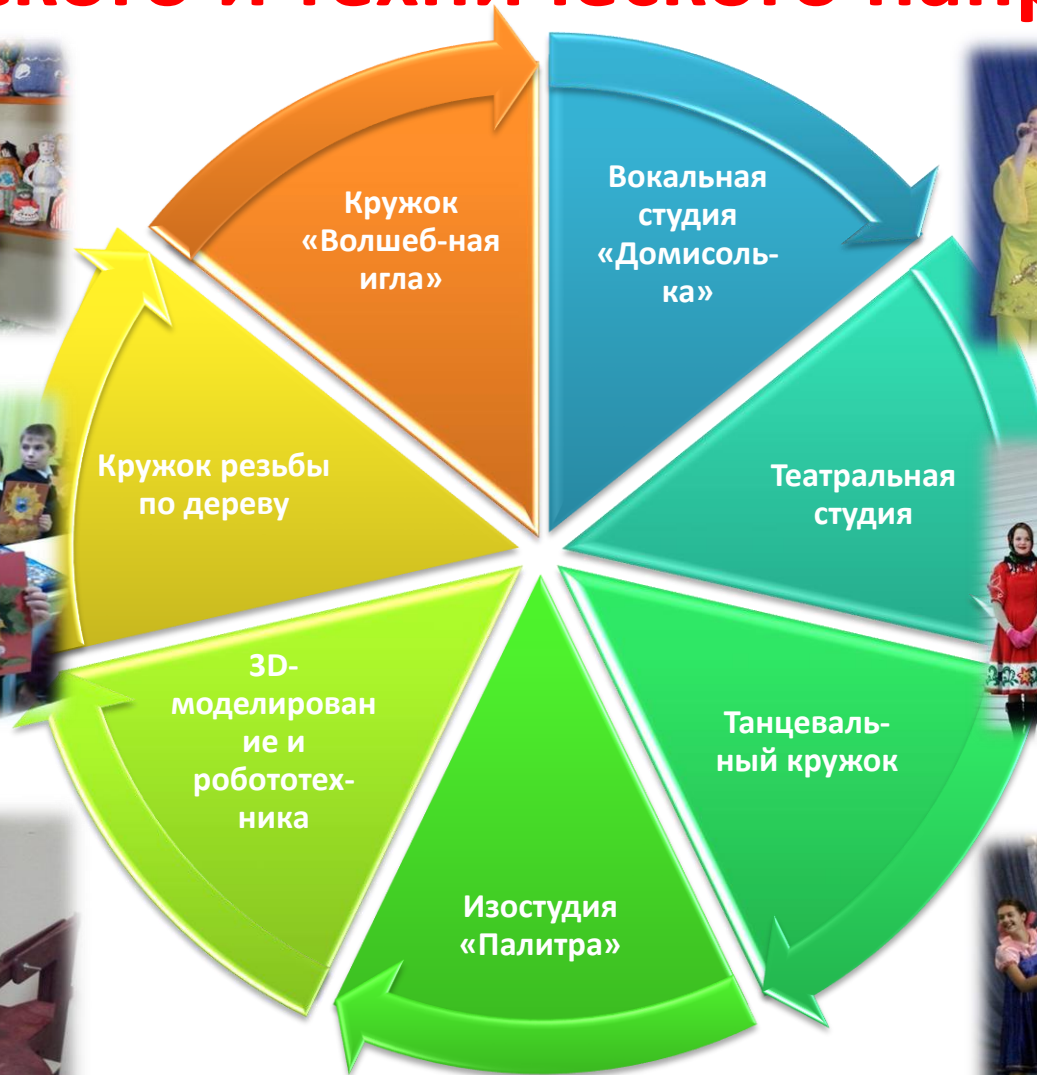 технического
Вокальная
студия
«Домисоль-
ка»
Театральная
студия
Танцеваль-
ный кружок
Изостудия
«Палитра»
3D-
моделирован
ие и
робототех-
ника
Кружок резьбы
по дереву
Кружок
«Волшеб-ная
игла»